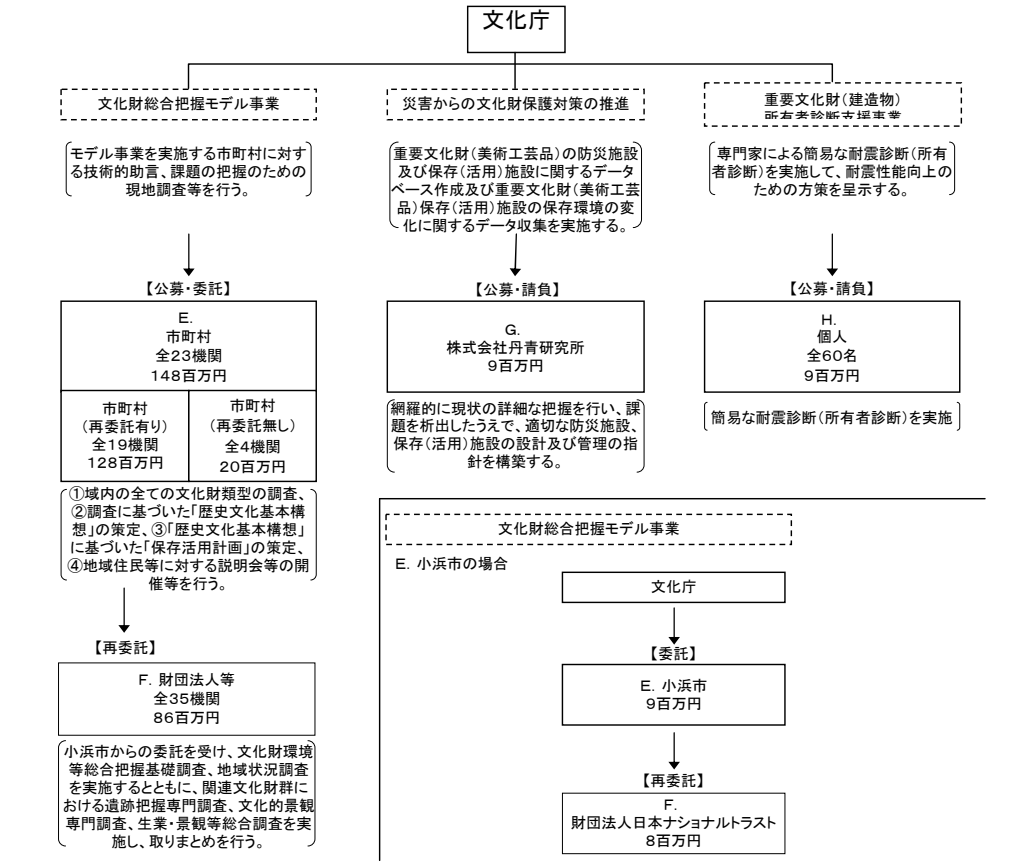 文化庁
文化財総合把握モデル事業
モデル事業を実施する市町村に対す
る技術的助言、課題の把握のための
現地調査等を行う。
【公募・委託】
E.
市町村
全23機関
148百万円
市町村
(再委託有り)
全19機関
128百万円
市町村
(再委託無し)
全4機関
20百万円
①域内の全ての文化財類型の調査、
②調査に基づいた「歴史文化基本構
想」の策定、③「歴史文化基本構想」
に基づいた「保存活用計画」の策定、
④地域住民等に対する説明会等の開
催等を行う。
【再委託】
F. 財団法人等
全35機関
86百万円
小浜市からの委託を受け、文化財環境
等総合把握基礎調査、地域状況調査
を実施するとともに、関連文化財群に
おける遺跡把握専門調査、文化的景観
専門調査、生業・景観等総合調査を実
施し、取りまとめを行う。
災害からの文化財保護対策の推進
重要文化財(美術工芸品)の防災施設
及び保存(活用)施設に関するデータ
ベース作成及び重要文化財(美術工芸
品)保存(活用)施設の保存環境の変
化に関するデータ収集を実施する。
【公募・請負】
G.
株式会社丹青研究所
9百万円
網羅的に現状の詳細な把握を行い、課
題を析出したうえで、適切な防災施設、
保存(活用)施設の設計及び管理の指
針を構築する。
重要文化財(建造物)
所有者診断支援事業
専門家による簡易な耐震診断(所有
者診断)を実施して、耐震性能向上の
ための方策を呈示する。
【公募・請負】
H.
個人
全60名
9百万円
簡易な耐震診断(所有者診断)を実施
文化財総合把握モデル事業
E. 小浜市の場合
文化庁
【委託】
E. 小浜市
9百万円
【再委託】
F.
財団法人日本ナショナルトラスト
8百万円